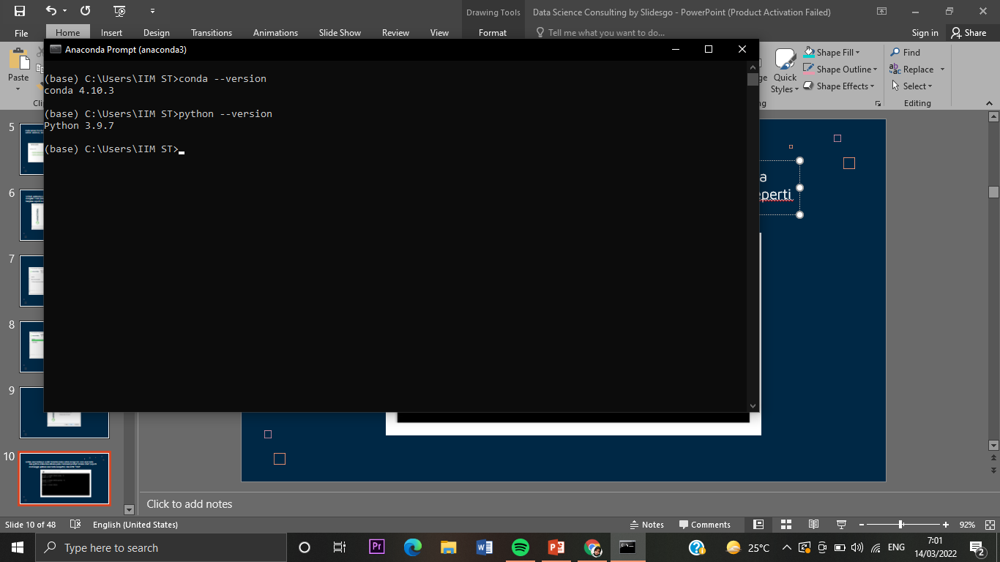 Drawing Tools
Data Science Consulting by Slidesgo - PowerPoint (Product Activation Failed)
File
Home
Insert
Design
Transitions
Animations
Slide Show
Review
View
Format
Tell me what you want to do...
Sign in
Share
Anaconda Prompt (anaconda3)
Paste
Quick
Styles
Shape Fill
Shape Outline
Shape Effects
Find
Replace
Select
Editing
(base) C:\Users\IIM ST>conda --version
conda 4.10.3
(base) C:\Users\IIM ST>python --version
Python 3.9.7
(base) C:\Users\IIM ST>
5
6
7
8
9
10
a
eperti
Click to add notes
Slide 10 of 48
English (United States)
Notes
Comments
92%
Type here to search
Pr
25°C
ENG
7:01
14/03/2022
2